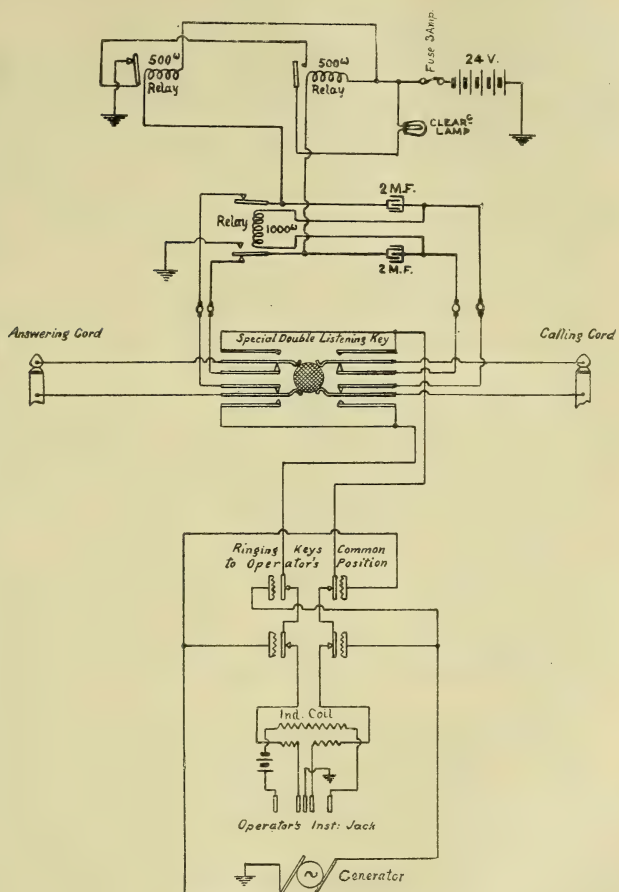 500ω
Relay
500ω
Relay
Fuse 3Amp.
24 V.
CLEARG
LAMP
2 M.F.
Relay
1000ω
2 M.F.
Answering Cord
Special Double Listening Key
Calling Cord
Ringing Keys Common
to Operator's Position
Ind. Coil
Operator's Inst: Jack
Generator